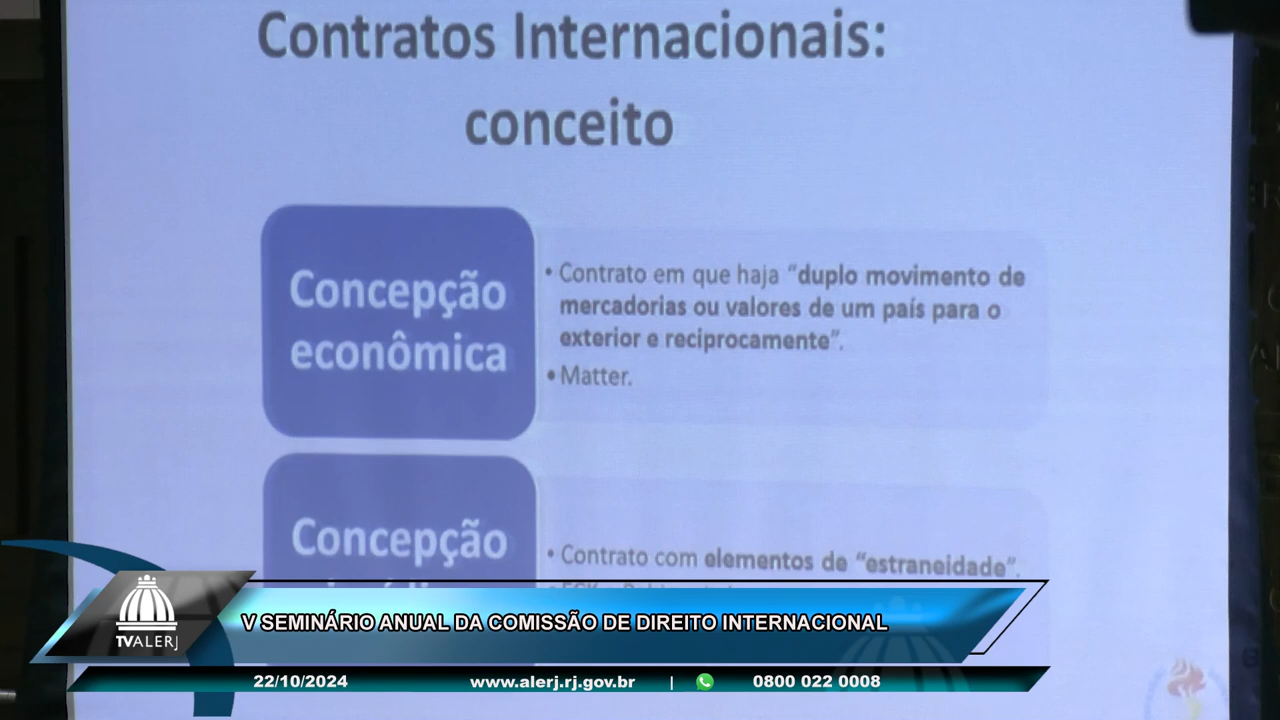 Contratos Internacionais:
conceito
Concepção
econômica
• Contrato em que haja “duplo movimento de
mercadorias ou valores de um país para o
exterior e reciprocamente”.
• Matter.
Concepção
• Contrato com elementos de “estraneidade”.
V SEMINÁRIO ANUAL DA COMISSÃO DE DIREITO INTERNACIONAL
TVALERJ
22/10/2024 www.alerj.rj.gov.br | 0800 022 0008